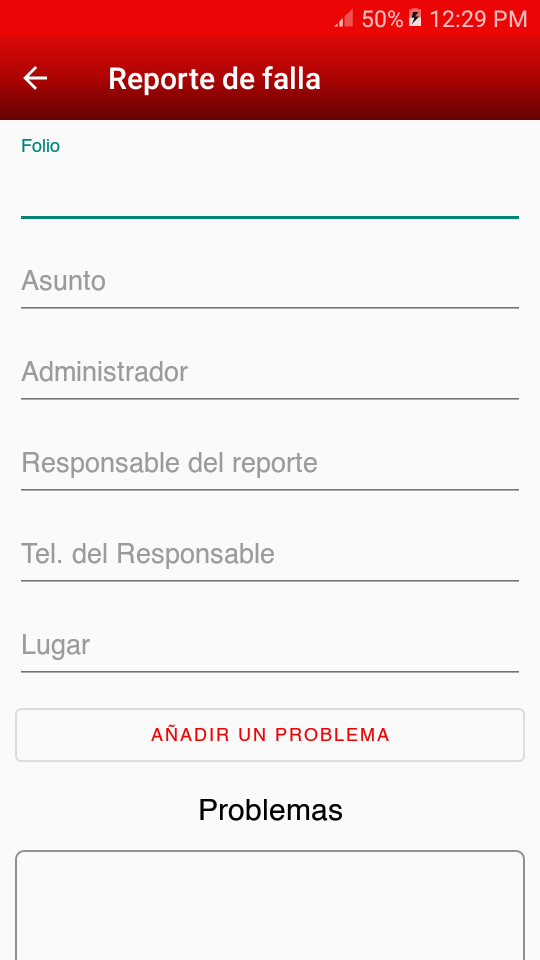 50% 12:29 PM
Reporte de falla
Folio
Asunto
Administrador
Responsable del reporte
Tel. del Responsable
Lugar
AÑADIR UN PROBLEMA
Problemas